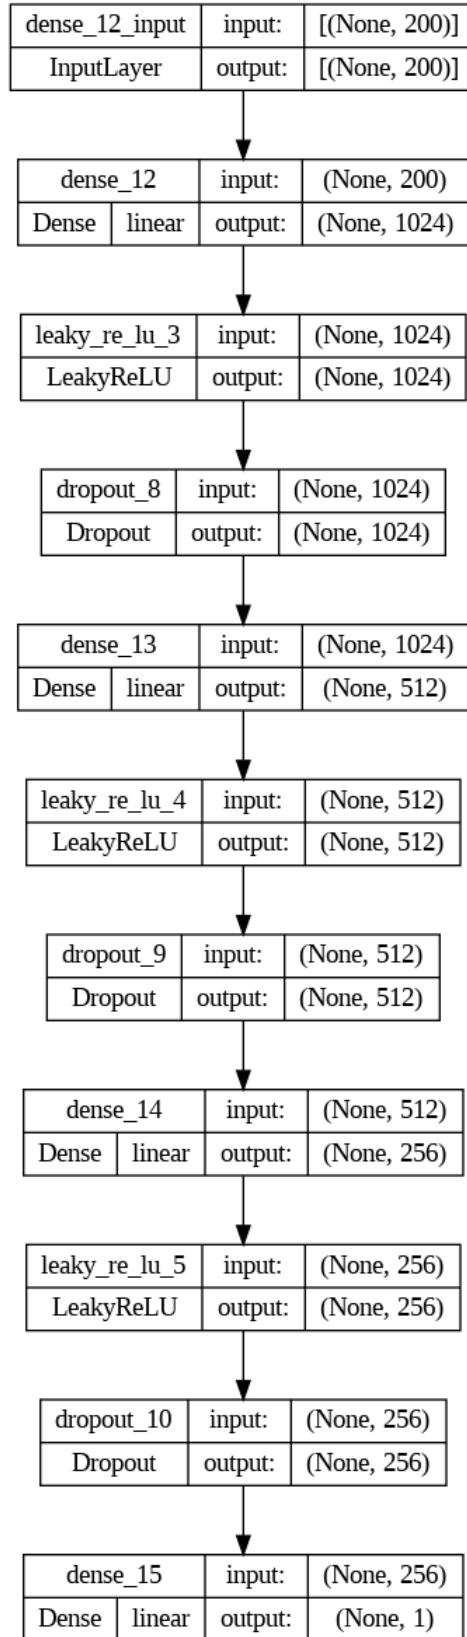 dense_12_input input: [(None, 200)]
InputLayer output: [(None, 200)]
dense_12 input: (None, 200)
Dense linear output: (None, 1024)
leaky_re_lu_3 input: (None, 1024)
LeakyReLU output: (None, 1024)
dropout_8 input: (None, 1024)
Dropout output: (None, 1024)
dense_13 input: (None, 1024)
Dense linear output: (None, 512)
leaky_re_lu_4 input: (None, 512)
LeakyReLU output: (None, 512)
dropout_9 input: (None, 512)
Dropout output: (None, 512)
dense_14 input: (None, 512)
Dense linear output: (None, 256)
leaky_re_lu_5 input: (None, 256)
LeakyReLU output: (None, 256)
dropout_10 input: (None, 256)
Dropout output: (None, 256)
dense_15 input: (None, 256)
Dense linear output: (None, 1)